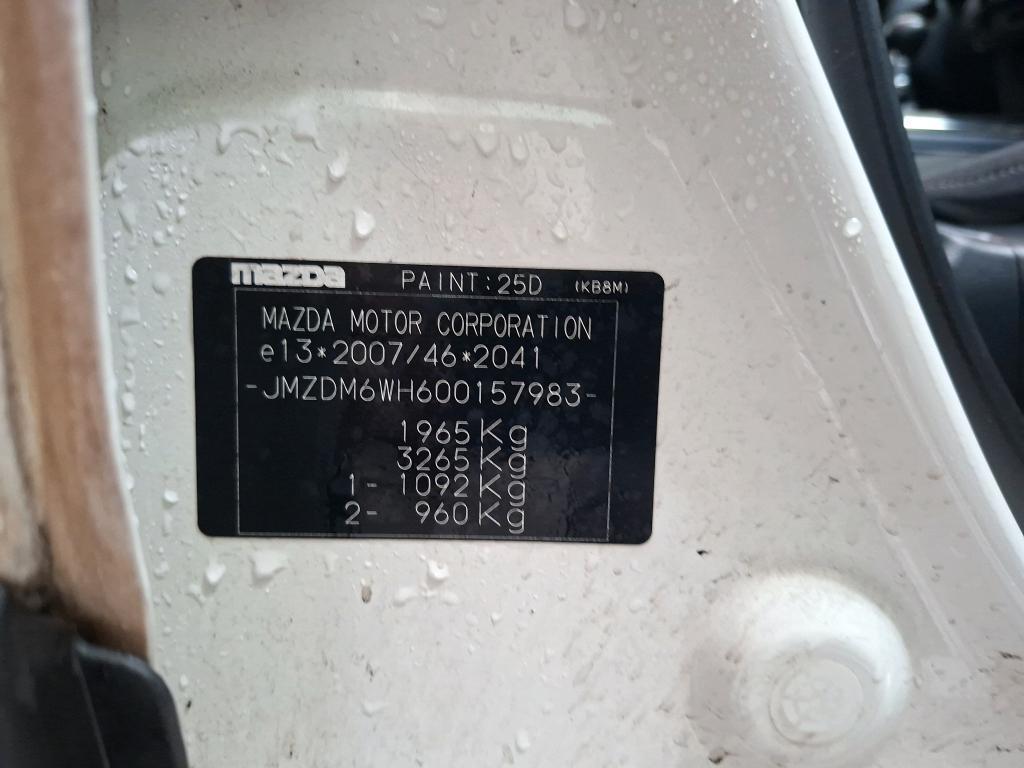 mazda PAINT:25D (KB8M)
MAZDA MOTOR CORPORATION
e13*2007/46*2041
-JMZDM6WH600157983-
1965Kg
3265Kg
1- 1092Kg
2- 960Kg